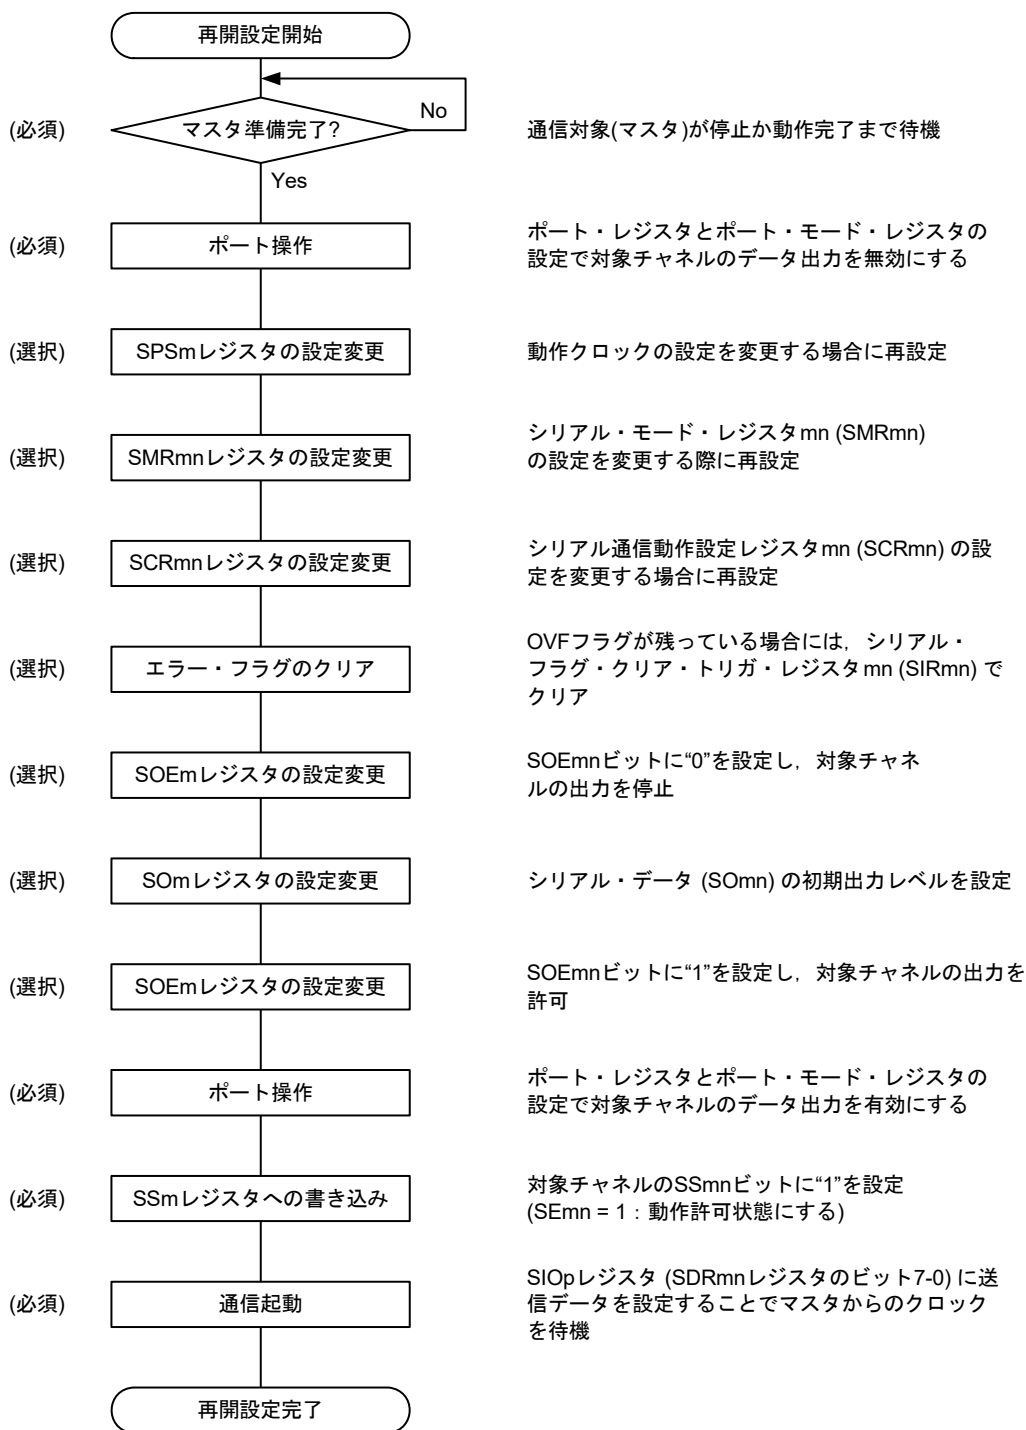 再開設定開始
No
(必須)
マスタ準備完了?
通信対象(マスタ)が停止か動作完了まで待機
Yes
(必須)
ポート操作
ポート・レジスタとポート・モード・レジスタの
設定で対象チャネルのデータ出力を無効にする
(選択)
SPSmレジスタの設定変更
動作クロックの設定を変更する場合に再設定
(選択)
SMRmnレジスタの設定変更
シリアル・モード・レジスタmn (SMRmn)
の設定を変更する際に再設定
(選択)
SCRmnレジスタの設定変更
シリアル通信動作設定レジスタmn (SCRmn) の設
定を変更する場合に再設定
(選択)
エラー・フラグのクリア
OVFフラグが残っている場合には，シリアル・
フラグ・クリア・トリガ・レジスタmn (SIRmn) で
クリア
(選択)
SOEmレジスタの設定変更
SOEmnビットに“0”を設定し，対象チャネ
ルの出力を停止
(選択)
SOmレジスタの設定変更
シリアル・データ (SOmn) の初期出力レベルを設定
(選択)
SOEmレジスタの設定変更
SOEmnビットに“1”を設定し，対象チャネルの出力を
許可
(必須)
ポート操作
ポート・レジスタとポート・モード・レジスタの
設定で対象チャネルのデータ出力を有効にする
(必須)
SSmレジスタへの書き込み
対象チャネルのSSmnビットに“1”を設定
(SEmn = 1：動作許可状態にする)
(必須)
通信起動
SIOpレジスタ (SDRmnレジスタのビット7-0) に送
信データを設定することでマスタからのクロック
を待機
再開設定完了